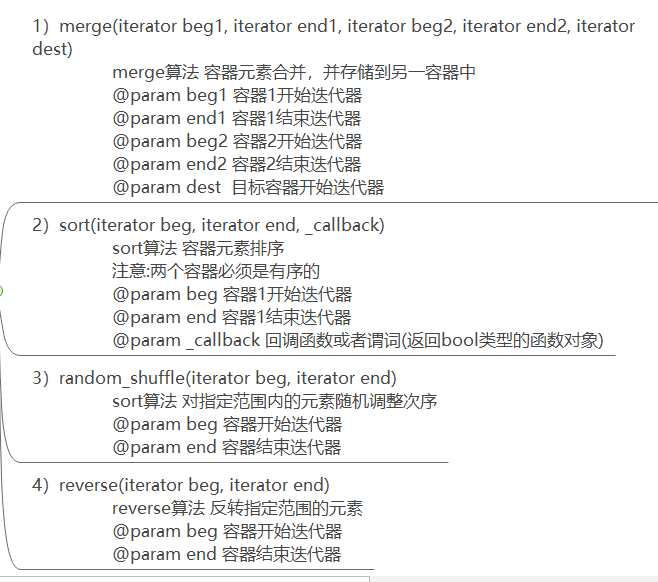 1）merge(iterator beg1, iterator end1, iterator beg2, iterator end2, iterator
dest)
merge算法 容器元素合并，并存储到另一容器中
@param beg1 容器1开始迭代器
@param end1 容器1结束迭代器
@param beg2 容器2开始迭代器
@param end2 容器2结束迭代器
@param dest  目标容器开始迭代器
2）sort(iterator beg, iterator end, _callback)
sort算法 容器元素排序
注意:两个容器必须是有序的
@param beg 容器1开始迭代器
@param end 容器1结束迭代器
@param _callback 回调函数或者谓词(返回bool类型的函数对象)
3）random_shuffle(iterator beg, iterator end)
sort算法 对指定范围内的元素随机调整次序
@param beg 容器开始迭代器
@param end 容器结束迭代器
4）reverse(iterator beg, iterator end)
reverse算法 反转指定范围的元素
@param beg 容器开始迭代器
@param end 容器结束迭代器